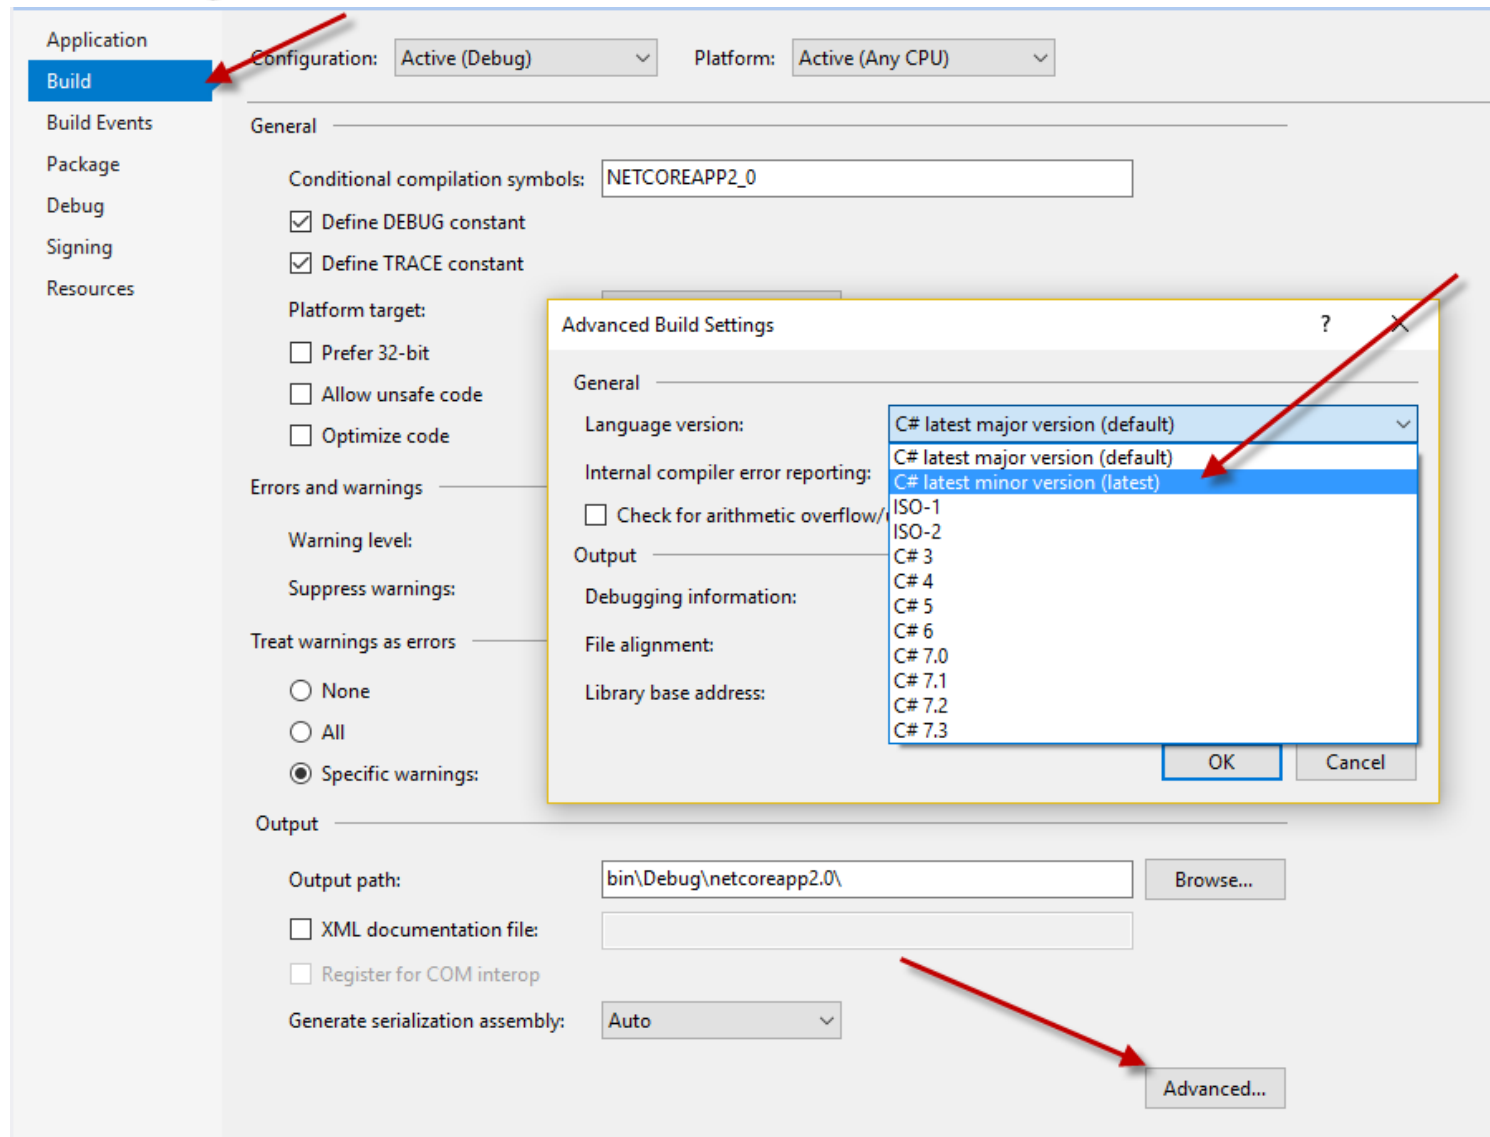 Application
Build
Build Events
Package
Debug
Signing
Resources
Configuration: Active (Debug) Platform: Active (Any CPU)
General
Conditional compilation symbols: NETCOREAPP2_0
Define DEBUG constant
Define TRACE constant
Platform target:
Prefer 32-bit
Allow unsafe code
Optimize code
Errors and warnings
Warning level:
Suppress warnings:
Treat warnings as errors
None
All
Specific warnings:
Output
Output path: bin\Debug\netcoreapp2.0\ Browse...
XML documentation file:
Register for COM interop
Generate serialization assembly: Auto
Advanced...
Advanced Build Settings ?
General
Language version: C# latest major version (default)
C# latest major version (default)
C# latest minor version (latest)
ISO-1
ISO-2
C# 3
C# 4
C# 5
C# 6
C# 7.0
C# 7.1
C# 7.2
C# 7.3
Internal compiler error reporting:
Check for arithmetic overflow/
Output
Debugging information:
File alignment:
Library base address:
OK Cancel